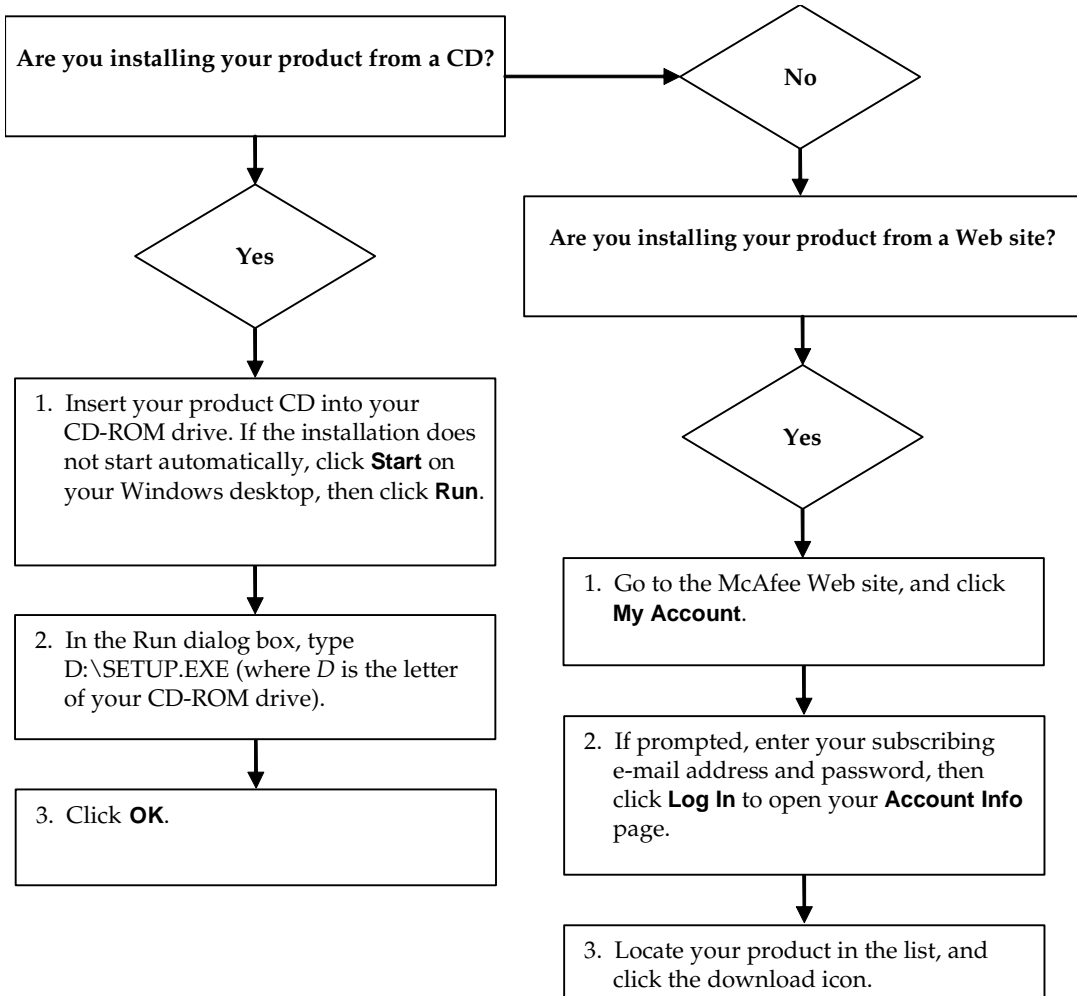 Are you installing your product from a CD?
No
Yes
Are you installing your product from a Web site?
1. Insert your product CD into your
CD-ROM drive. If the installation does
not start automatically, click Start on
your Windows desktop, then click Run.
2. In the Run dialog box, type
D:\SETUP.EXE (where D is the letter
of your CD-ROM drive).
3. Click OK.
Yes
1. Go to the McAfee Web site, and click
My Account.
2. If prompted, enter your subscribing
e-mail address and password, then
click Log In to open your Account Info
page.
3. Locate your product in the list, and
click the download icon.